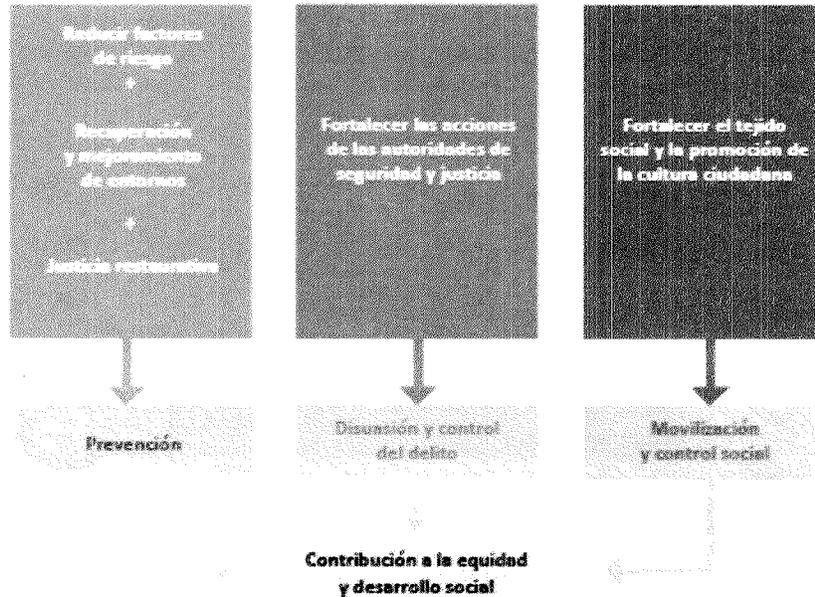 Reducir factores
de riesgo
+
Recuperación
y mejoramiento
de entornos
+
Justicia restaurativa
Fortalecer las acciones
de las autoridades de
seguridad y justicia
Fortalecer el tejido
social y la promoción de
la cultura ciudadana
Prevención
Disuasión y control
del delito
Movilización
y control social
Contribución a la equidad
y desarrollo social